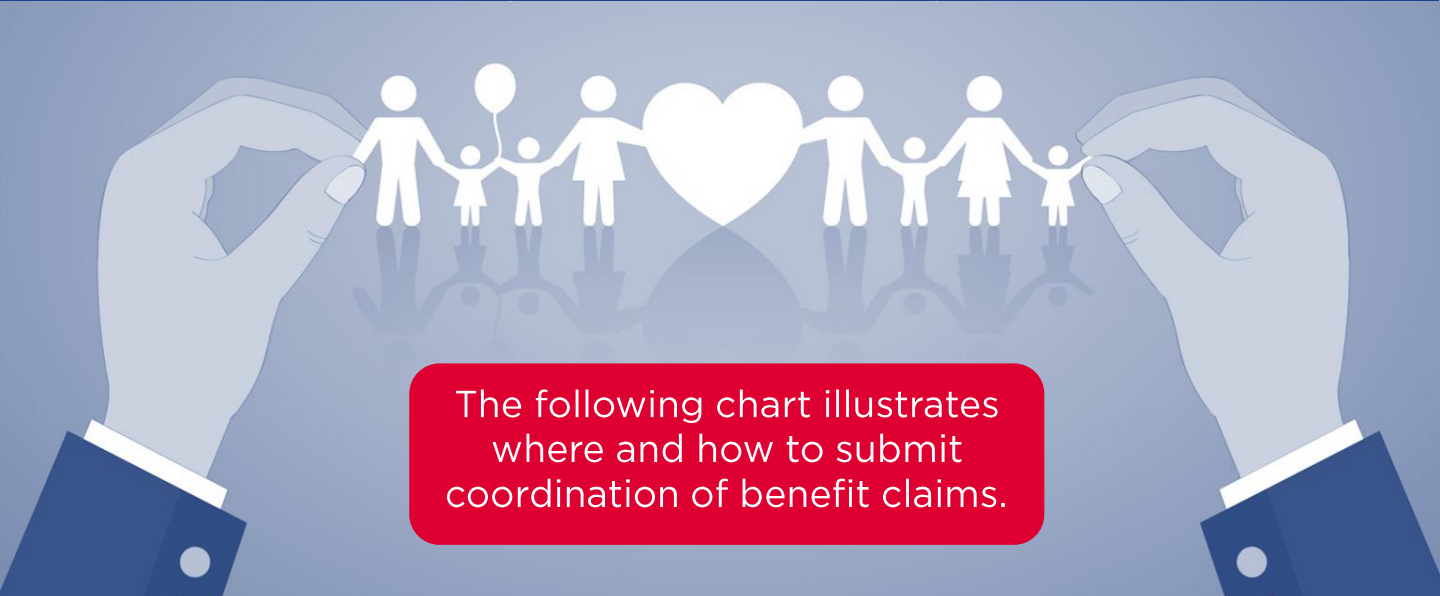 The following chart illustrates
where and how to submit
coordination of benefit claims.